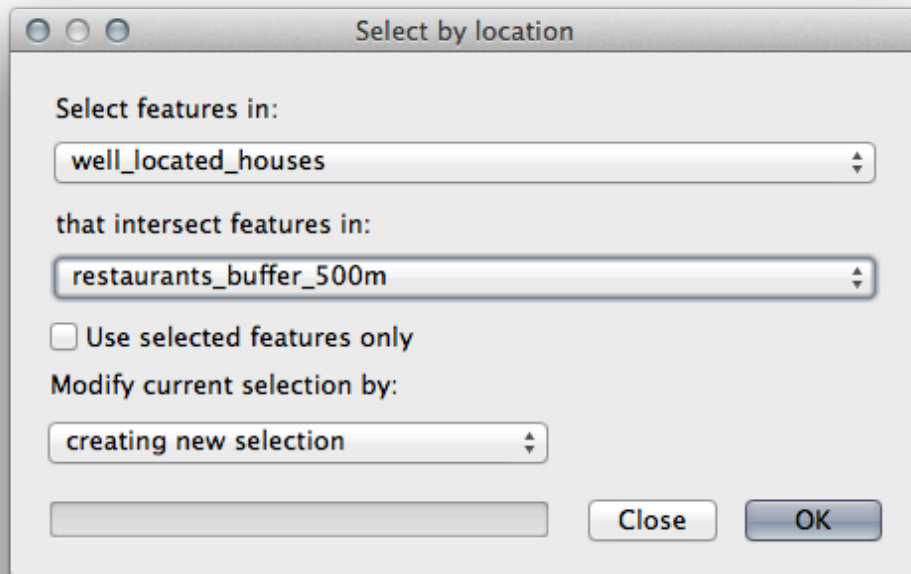 Select by location
Select features in:
well_located_houses
that intersect features in:
restaurants_buffer_500m
Use selected features only
Modify current selection by:
creating new selection
Close
OK